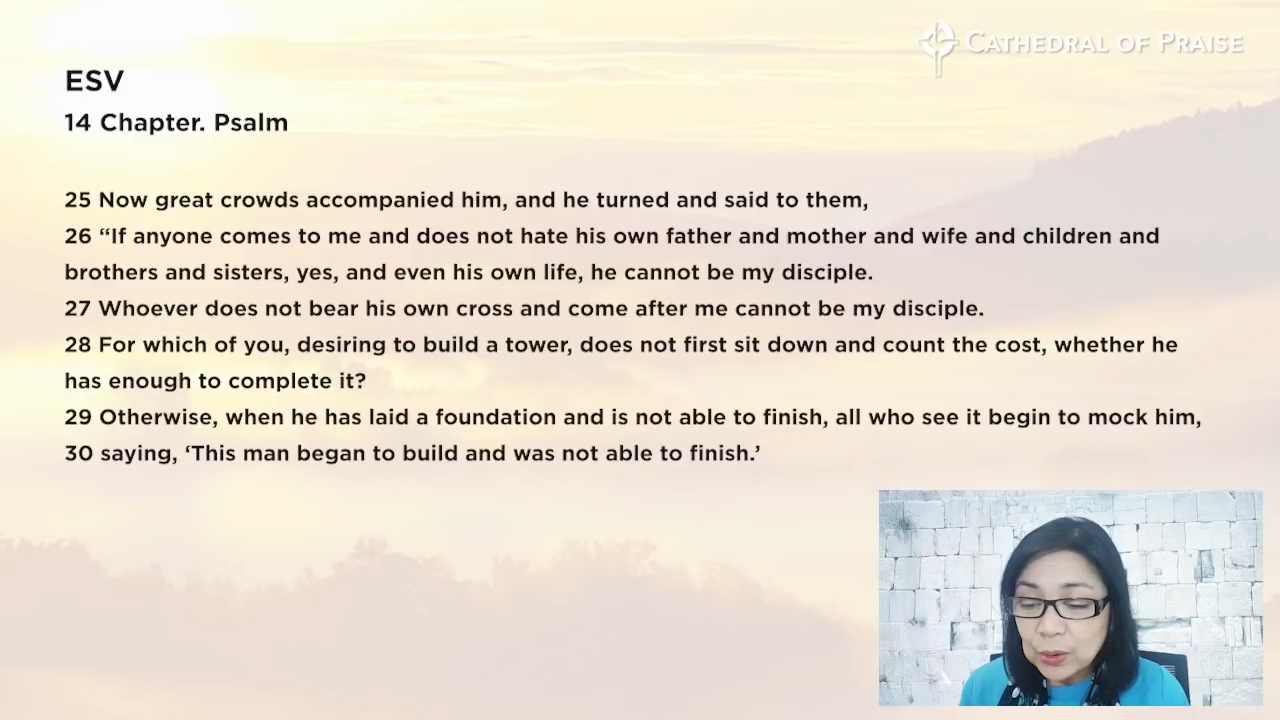 CATHEDRAL OF PRAISE
ESV
14 Chapter. Psalm
25 Now great crowds accompanied him, and he turned and said to them,
26 “If anyone comes to me and does not hate his own father and mother and wife and children and
brothers and sisters, yes, and even his own life, he cannot be my disciple.
27 Whoever does not bear his own cross and come after me cannot be my disciple.
28 For which of you, desiring to build a tower, does not first sit down and count the cost, whether he
has enough to complete it?
29 Otherwise, when he has laid a foundation and is not able to finish, all who see it begin to mock him,
30 saying, ‘This man began to build and was not able to finish.’